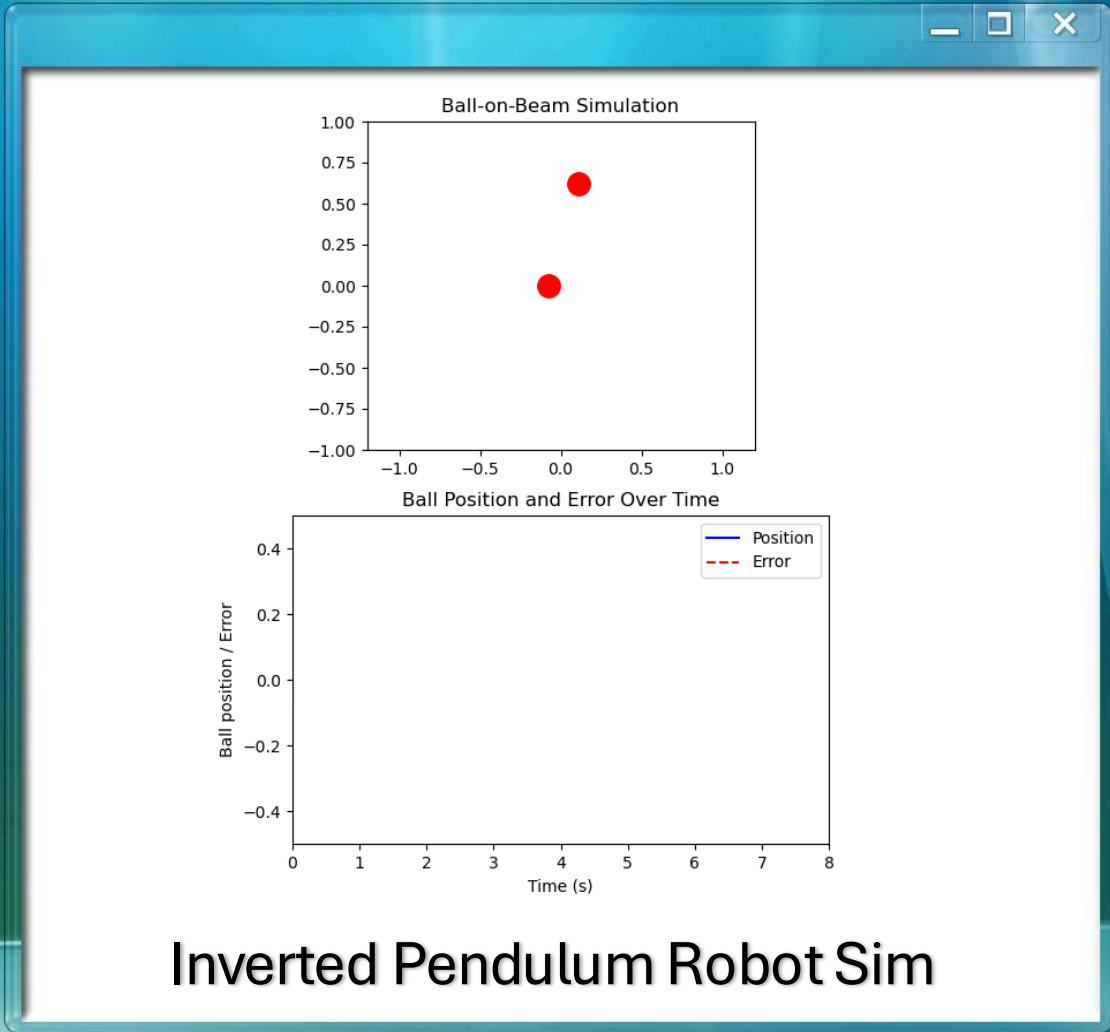 Ball-on-Beam Simulation
1.00
0.75
0.50
0.25
0.00
−0.25
−0.50
−0.75
−1.00
−1.0 −0.5 0.0 0.5 1.0
Ball Position and Error Over Time
Position
Error
Ball position / Error
0.4
0.2
0.0
−0.2
−0.4
0 1 2 3 4 5 6 7 8
Time (s)
Inverted Pendulum Robot Sim